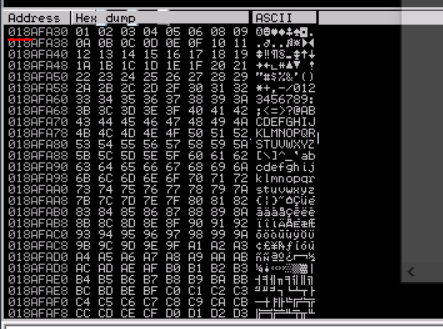 Address Hex dump ASCII
018AFA30 01 02 03 04 05 06 08 09
018AFA38 0A 0B 0C 0D 0E 0F 10 11
018AFA40 12 13 14 15 16 17 18 19
018AFA48 1A 1B 1C 1D 1E 1F 20 21
018AFA50 22 23 24 25 26 27 28 29 "#$%&'()
018AFA58 2A 2B 2C 2D 2F 30 31 32 *+,-/012
018AFA60 33 34 35 36 37 38 39 3A 3456789:
018AFA68 3B 3C 3D 3E 3F 40 41 42 ;<=>?@AB
018AFA70 43 44 45 46 47 48 49 4A CDEFGHIJ
018AFA78 4B 4C 4D 4E 4F 50 51 52 KLMNOPQR
018AFA80 53 54 55 56 57 58 59 5A STUVWXYZ
018AFA88 5B 5C 5D 5E 5F 60 61 62 [\]^_`ab
018AFA90 63 64 65 66 67 68 69 6A cdefghij
018AFA98 6B 6C 6D 6E 6F 70 71 72 klmnopqr
018AFAA0 73 74 75 76 77 78 79 7A stuvwxyz
018AFAA8 7B 7C 7D 7E 7F 80 81 82 {|}~⌂Çüé
018AFAB0 83 84 85 86 87 88 89 8A âäàåçêëè
018AFAB8 8B 8C 8D 8E 8F 90 91 92 ïîìÄÅÉæÆ
018AFAC0 93 94 95 96 97 98 99 9A ôöòûùÿÖÜ
018AFAC8 9B 9C 9D 9E 9F A1 A2 A3 ¢£¥₧ƒíóú
018AFAD0 A4 A5 A6 A7 A8 A9 AA AB
018AFAD8 AC AD AE AF B0 B1 B2 B3
018AFAE0 B4 B5 B6 B7 B8 B9 BA BB
018AFAE8 BC BD BE BF C0 C1 C2 C3
018AFAF0 C4 C5 C6 C7 C8 C9 CA CB
018AFAF8 CC CD CE CF D0 D1 D2 D3